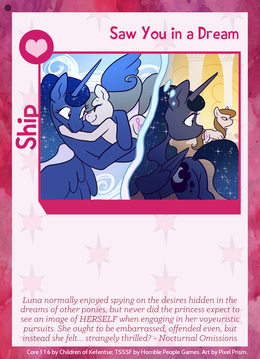 Saw You in a Dream
Ship
Luna normally enjoyed spying on the desires hidden in the
dreams of other ponies, but never did the princess expect to
see an image of HERSELF when engaging in her voyeuristic
pursuits. She ought to be embarrassed, offended even, but
instead she felt... strangely thrilled? - Nocturnal Omissions
Core 1.1.6 by Children of Kefentse; TSSSF by Horrible People Games. Art by Pixel Prism.